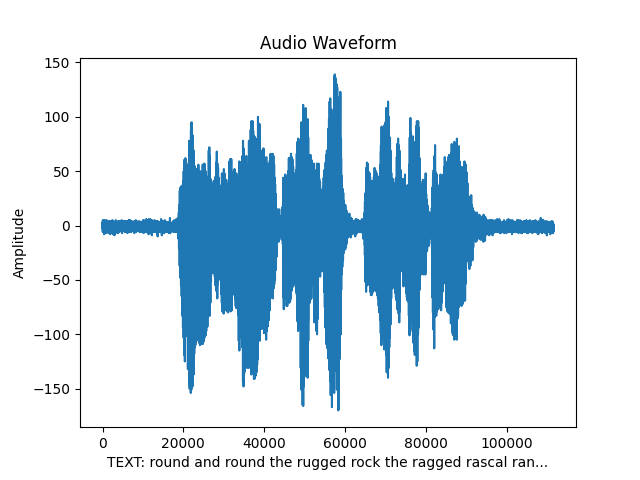 Audio Waveform
150
100
50
0
−50
−100
−150
Amplitude
0 20000 40000 60000 80000 100000
TEXT: round and round the rugged rock the ragged rascal ran...